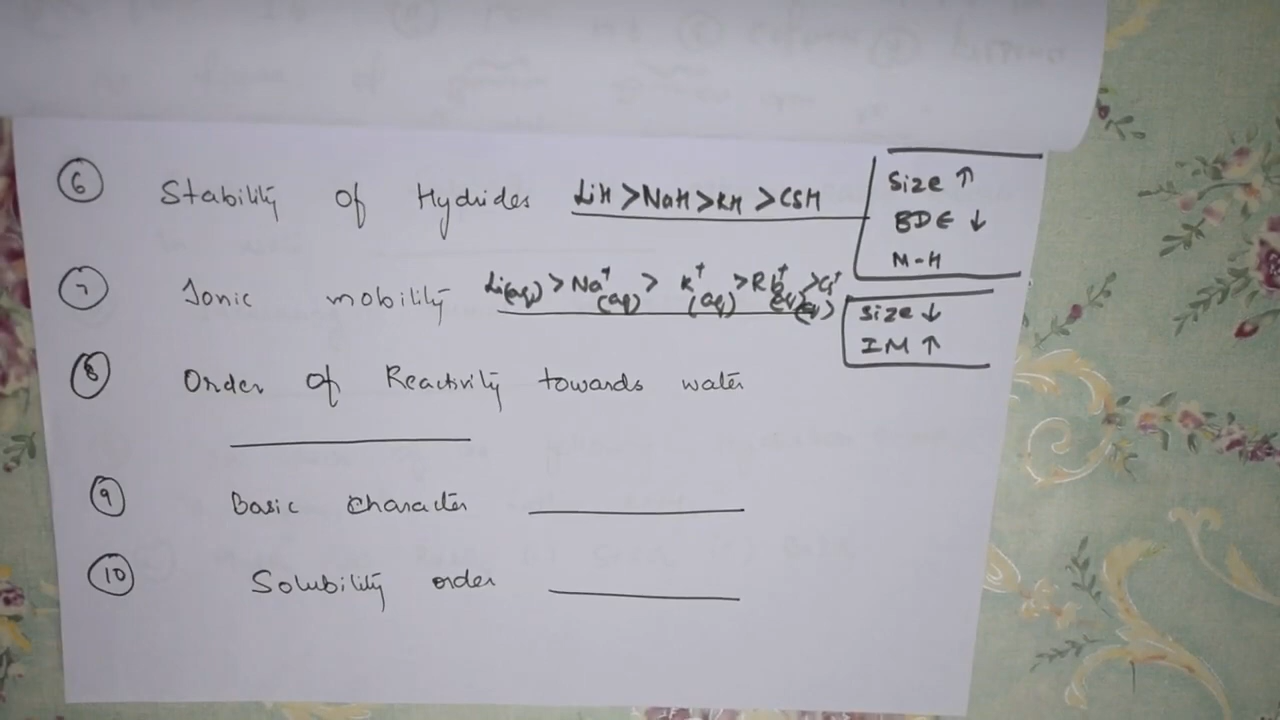 ⑥ Stability of Hydrides LiH > NaH > KH > CSH
Size ↑
BDE ↓
M-H
⑦ Ionic mobility Li(aq) > Na⁺(aq) > K⁺(aq) > Rb⁺(aq) > Cs⁺(aq)
Size ↓
IM ↑
⑧ Order of Reactivity towards water
⑨ Basic character
⑩ Solubility order